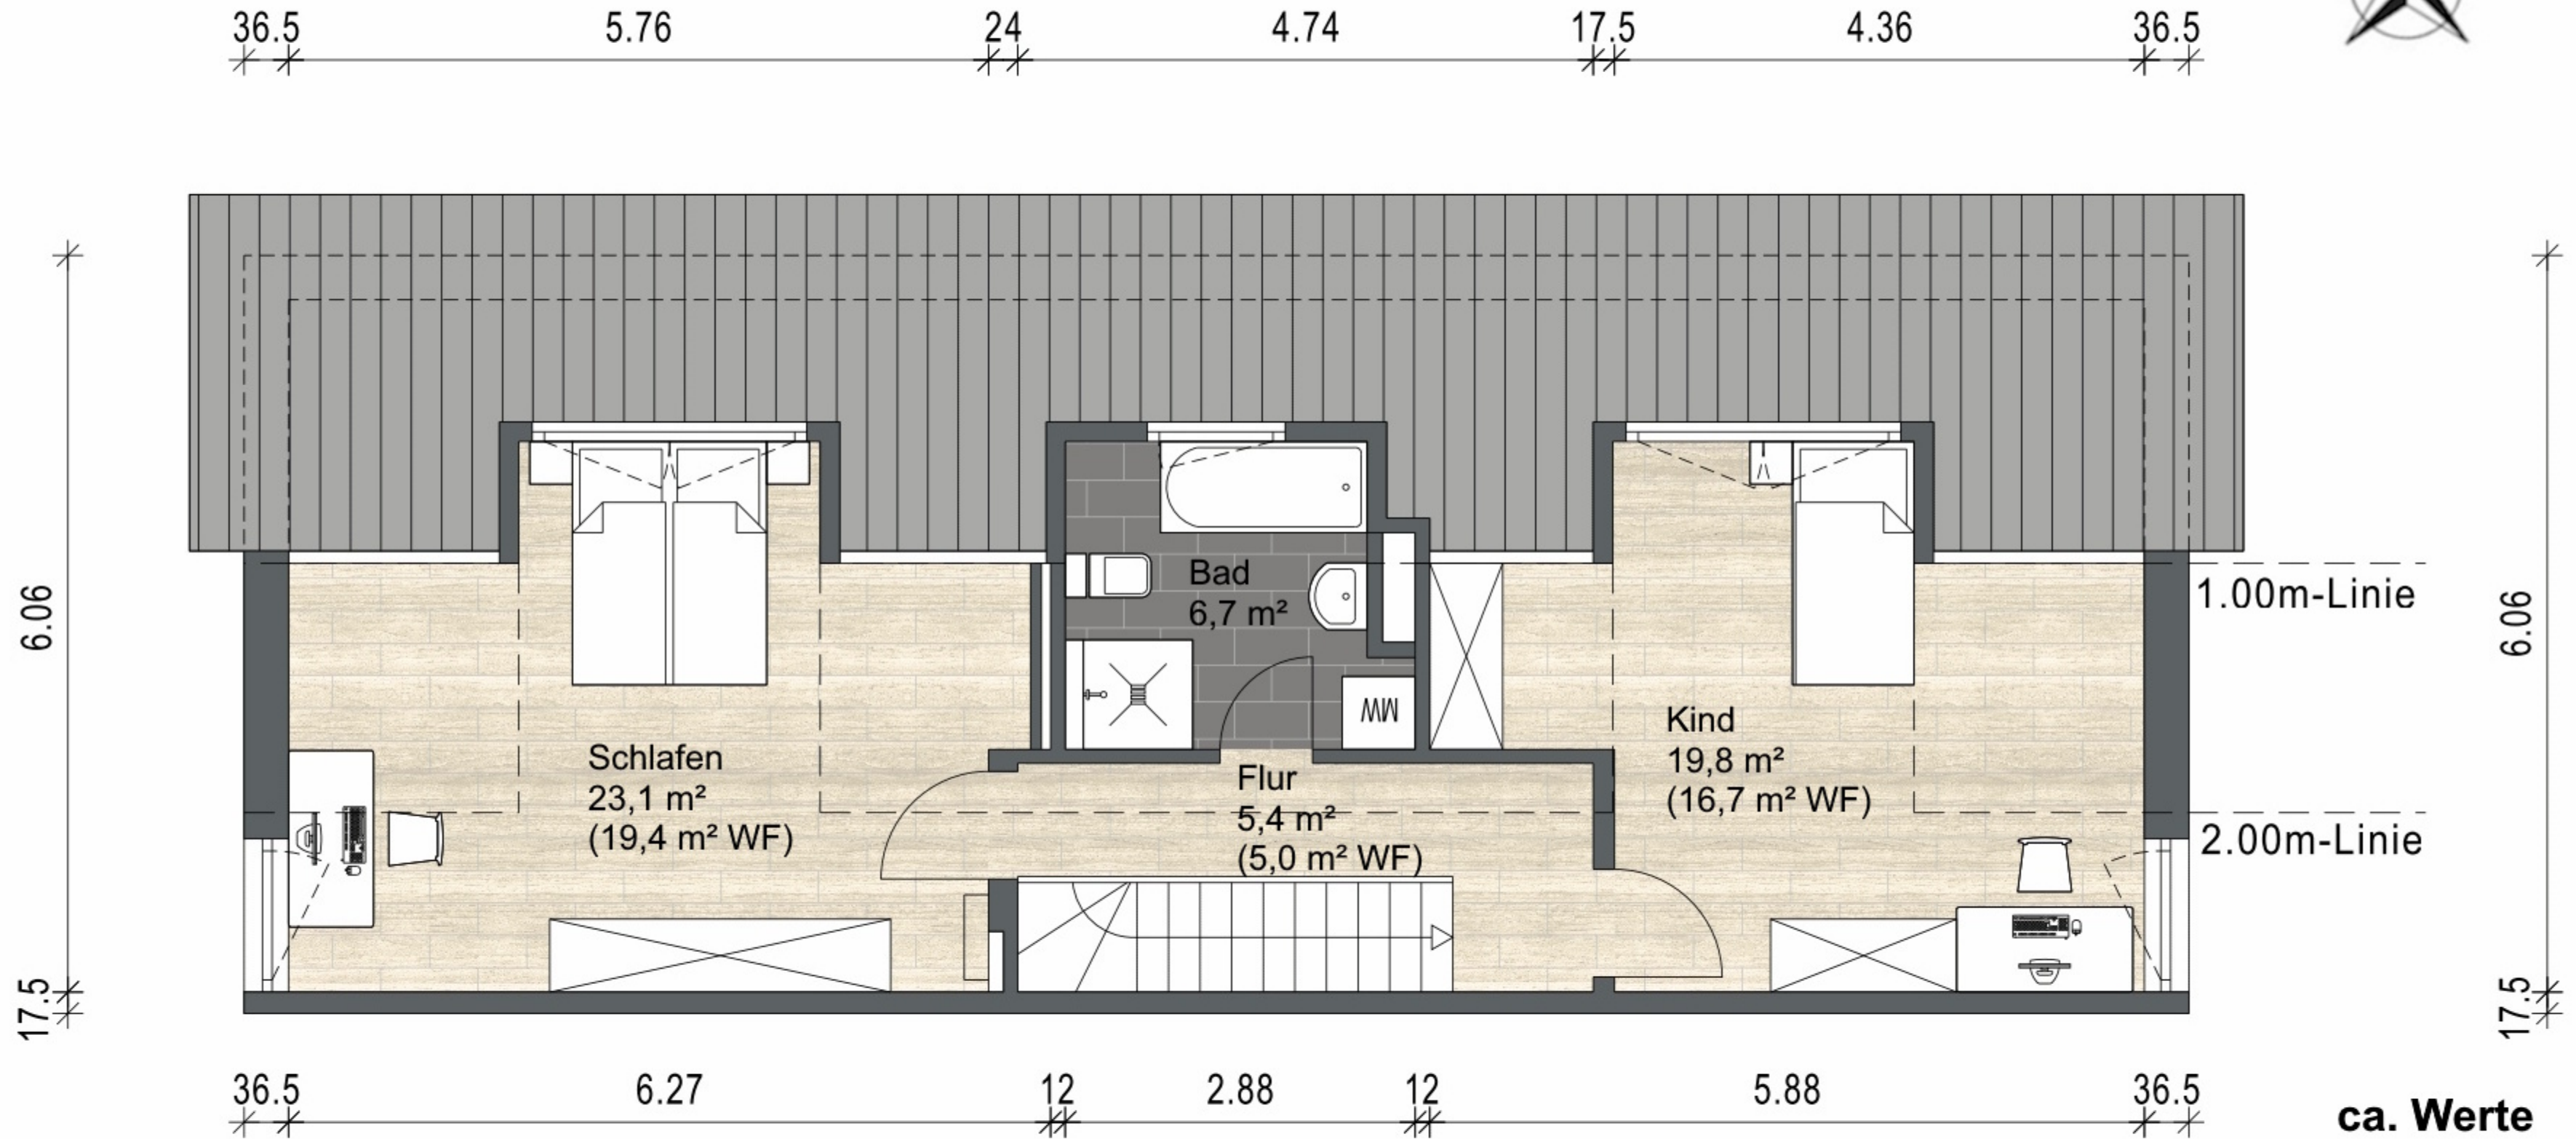 36.5 5.76 24 4.74 17.5 4.36 36.5
Bad
6,7 m²
1.00m-Linie
6.06
6.06
Kind
19,8 m²
(16,7 m² WF)
MW
Schlafen
23,1 m²
(19,4 m² WF)
Flur
5,4 m²
(5,0 m² WF)
2.00m-Linie
17.5
17.5
36.5 6.27 12 2.88 12 5.88 36.5
ca. Werte